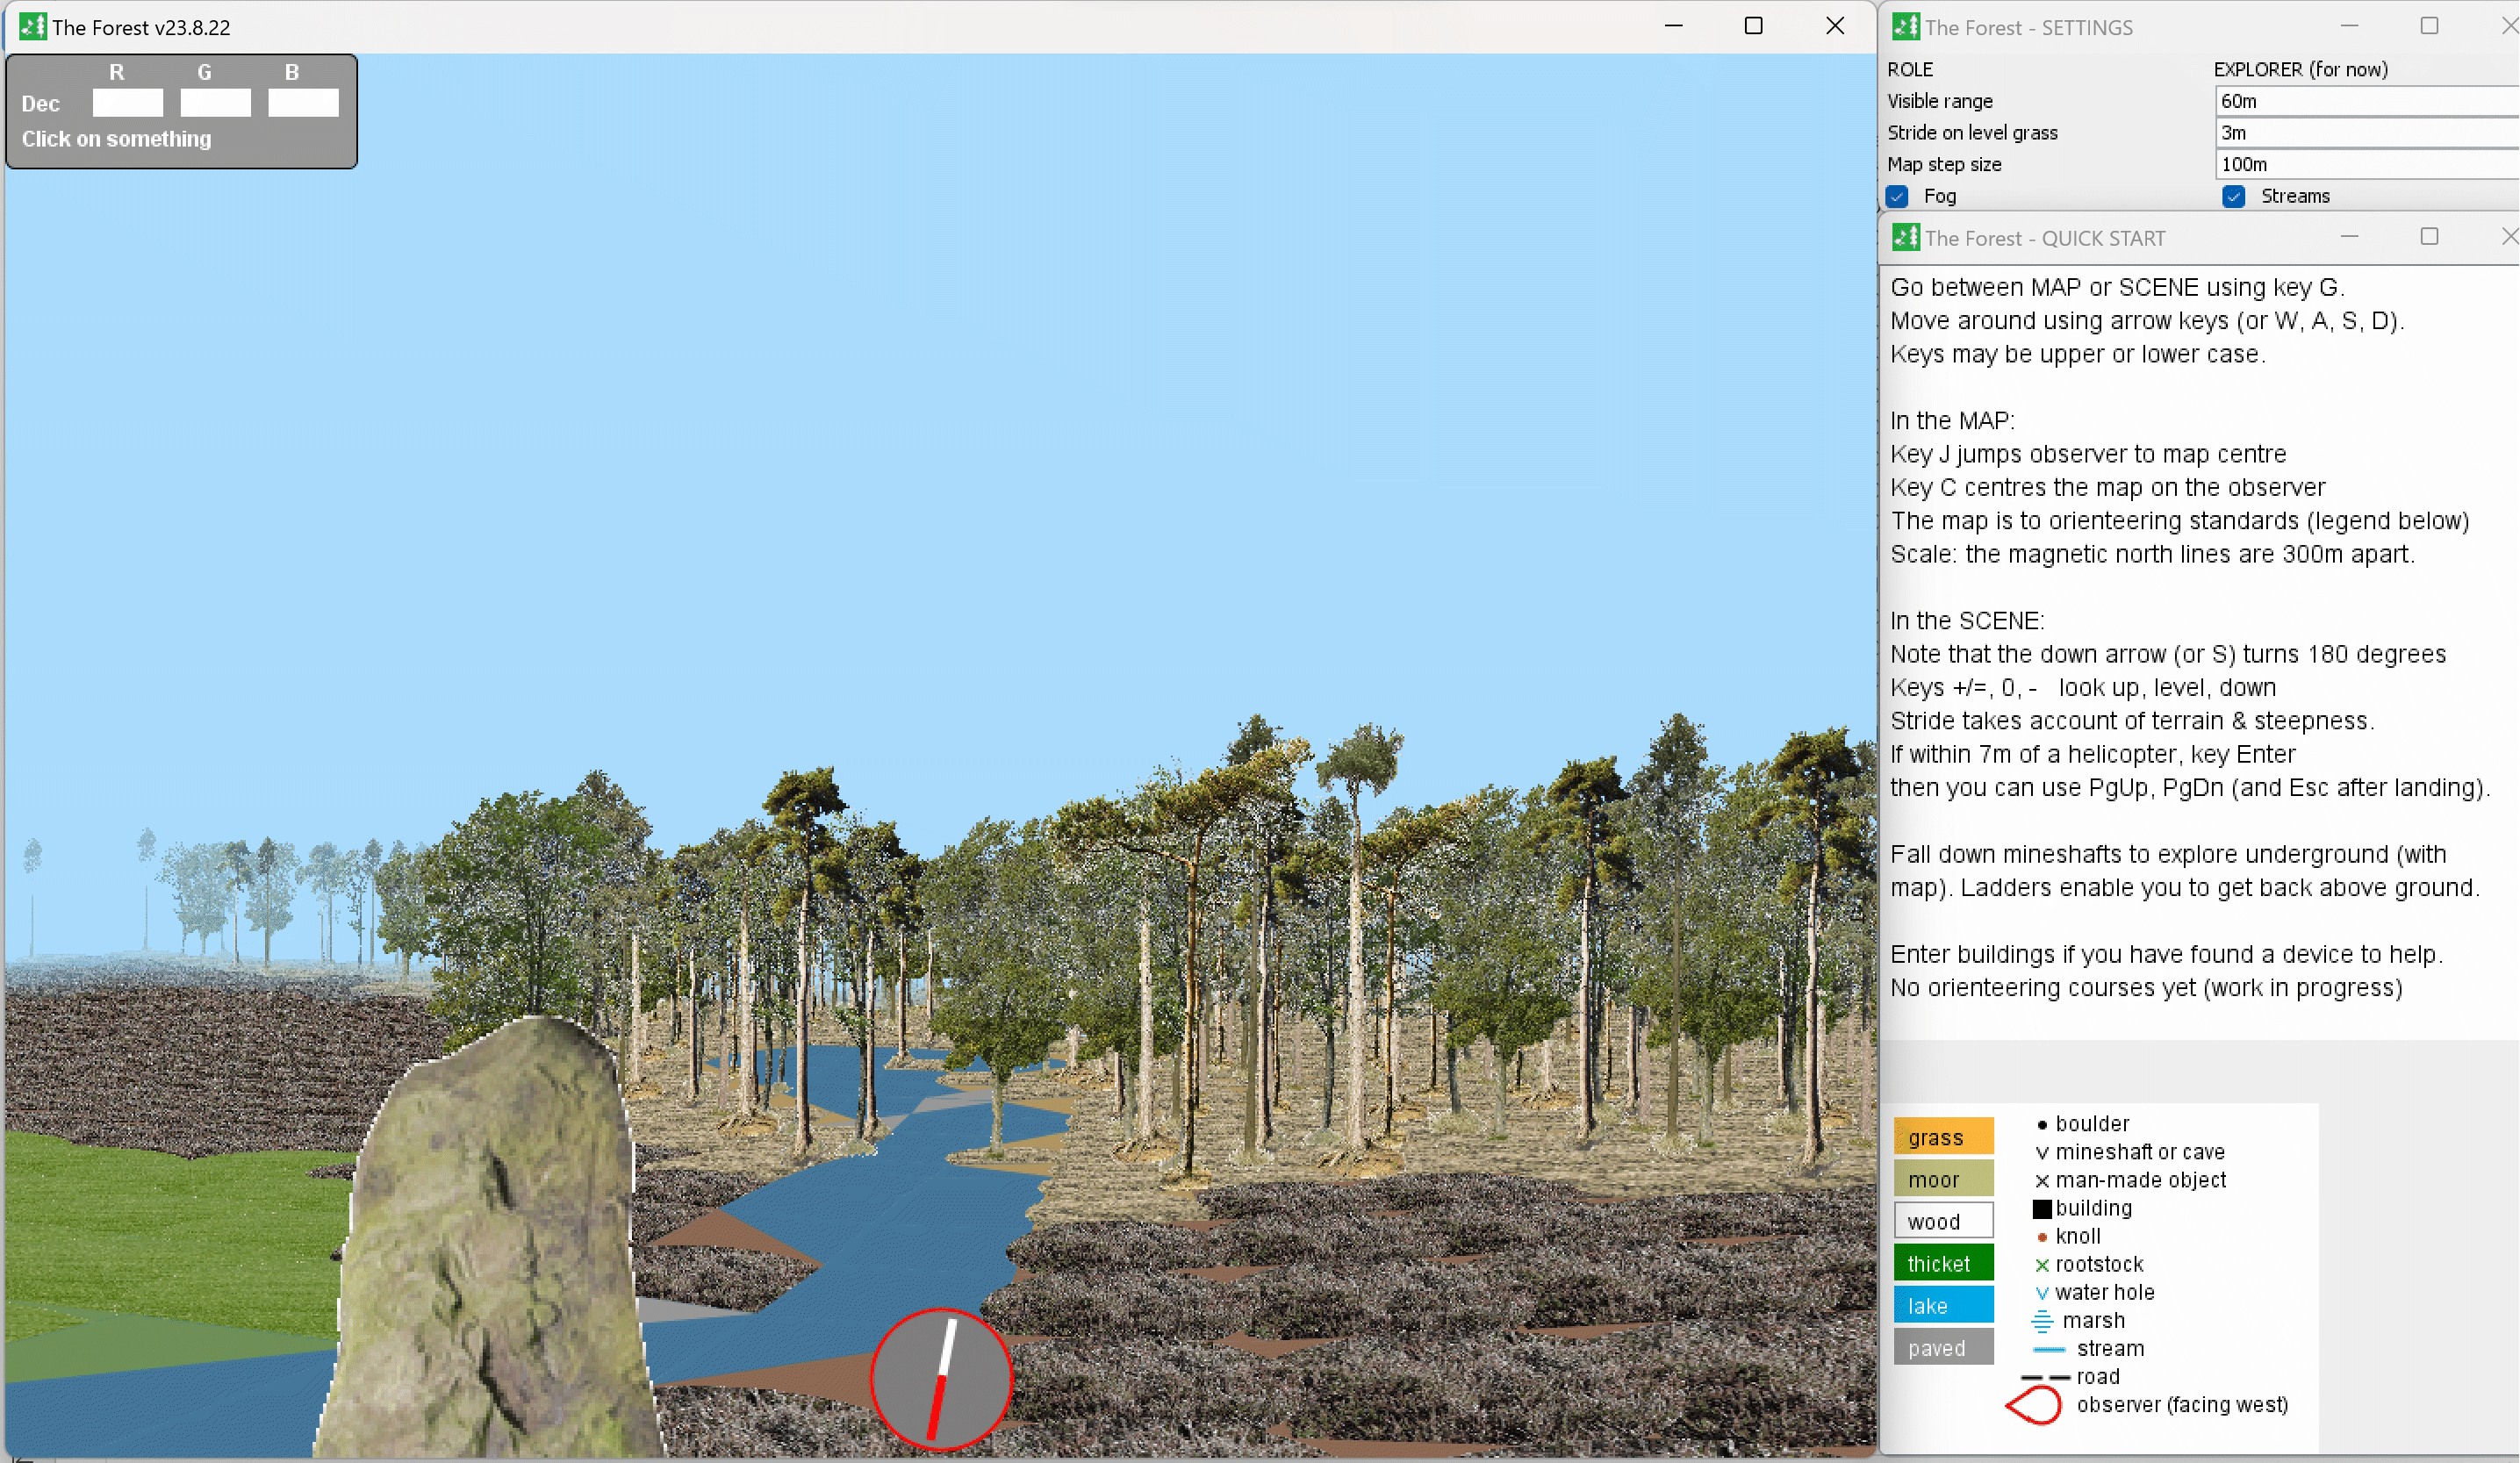 The Forest v23.8.22
R G B
Dec
Click on something
The Forest - SETTINGS
ROLE EXPLORER (for now)
Visible range 60m
Stride on level grass 3m
Map step size 100m
Fog Streams
The Forest - QUICK START
Go between MAP or SCENE using key G.
Move around using arrow keys (or W, A, S, D).
Keys may be upper or lower case.
In the MAP:
Key J jumps observer to map centre
Key C centres the map on the observer
The map is to orienteering standards (legend below)
Scale: the magnetic north lines are 300m apart.
In the SCENE:
Note that the down arrow (or S) turns 180 degrees
Keys +/=, 0, - look up, level, down
Stride takes account of terrain & steepness.
If within 7m of a helicopter, key Enter
then you can use PgUp, PgDn (and Esc after landing).
Fall down mineshafts to explore underground (with
map). Ladders enable you to get back above ground.
Enter buildings if you have found a device to help.
No orienteering courses yet (work in progress)
grass
moor
wood
thicket
lake
paved
boulder
mineshaft or cave
man-made object
building
knoll
rootstock
water hole
marsh
stream
road
observer (facing west)